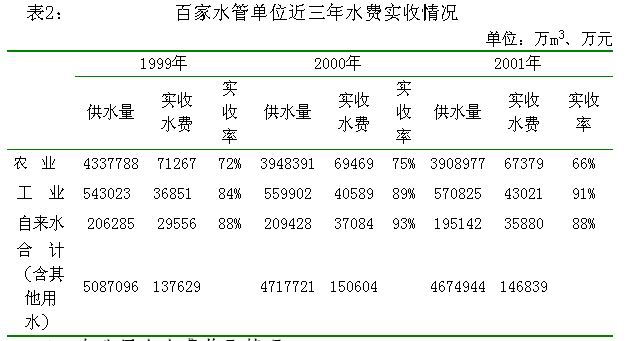 表2： 百家水管单位近三年水费实收情况
单位：万m³、万元
1999年 2000年 2001年
供水量 实收水费 实收率 供水量 实收水费 实收率 供水量 实收水费 实收率
农 业 4337788 71267 72% 3948391 69469 75% 3908977 67379 66%
工 业 543023 36851 84% 559902 40589 89% 570825 43021 91%
自来水 206285 29556 88% 209428 37084 93% 195142 35880 88%
合 计（含其他用水） 5087096 137629 4717721 150604 4674944 146839